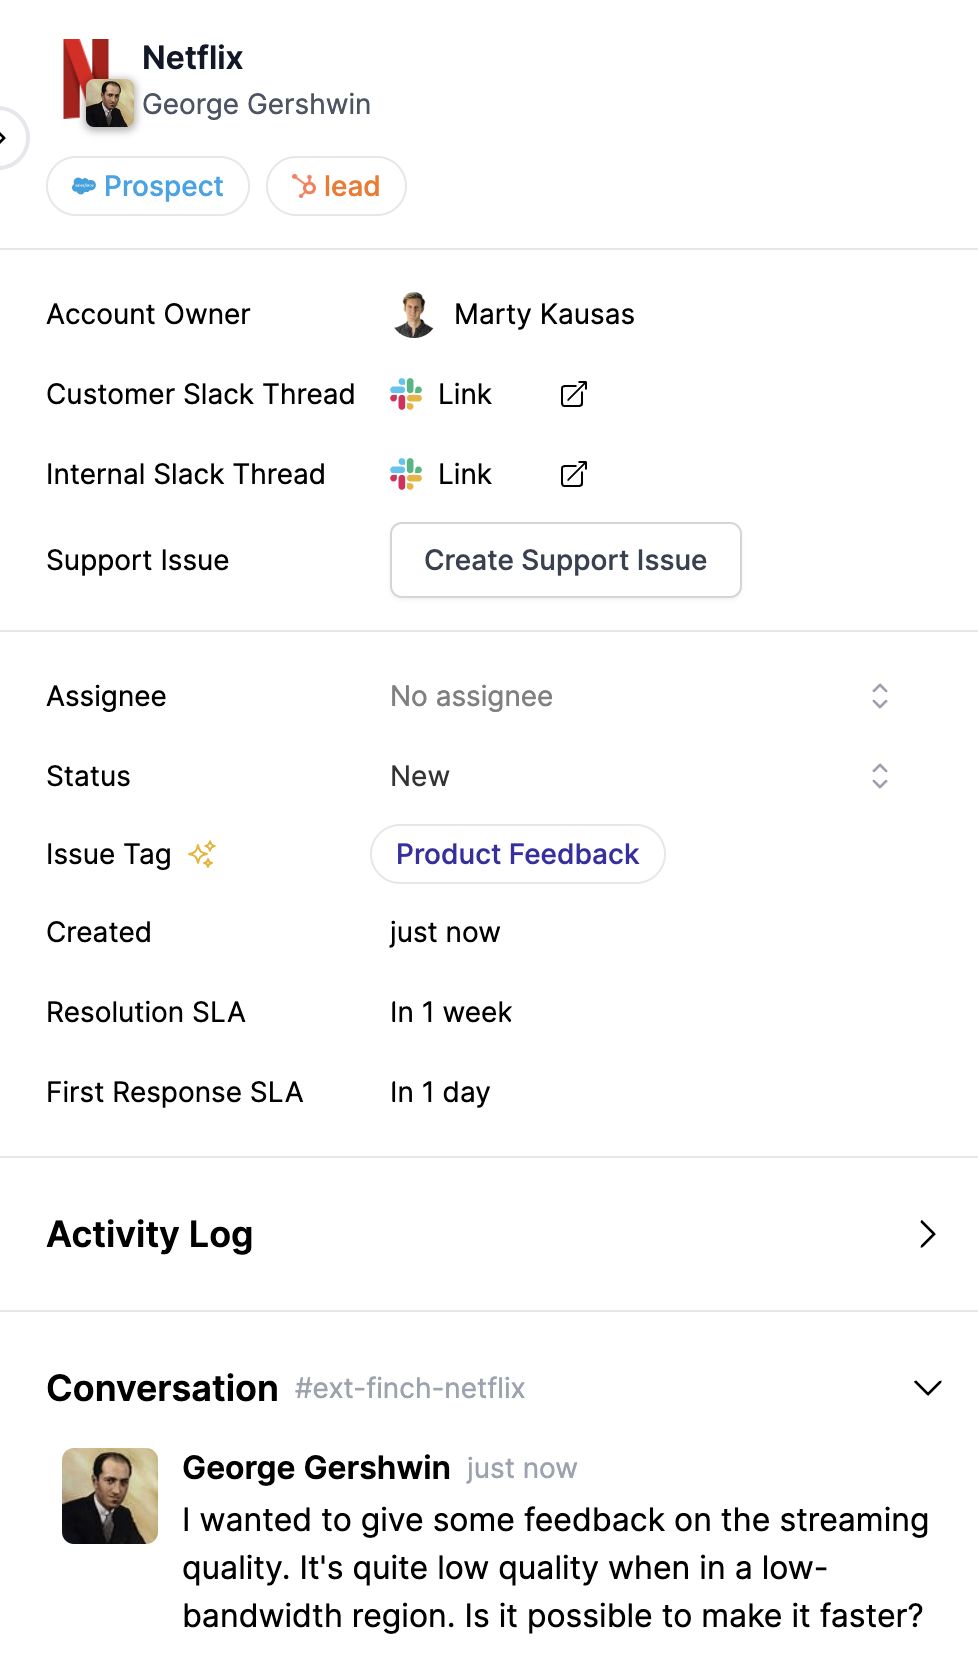 Netflix
George Gershwin
Prospect
lead
Account Owner
Marty Kausas
Customer Slack Thread
Link
Internal Slack Thread
Link
Support Issue
Create Support Issue
Assignee
No assignee
Status
New
Issue Tag
Product Feedback
Created
just now
Resolution SLA
In 1 week
First Response SLA
In 1 day
Activity Log
Conversation #ext-finch-netflix
George Gershwin just now
I wanted to give some feedback on the streaming
quality. It's quite low quality when in a low-
bandwidth region. Is it possible to make it faster?